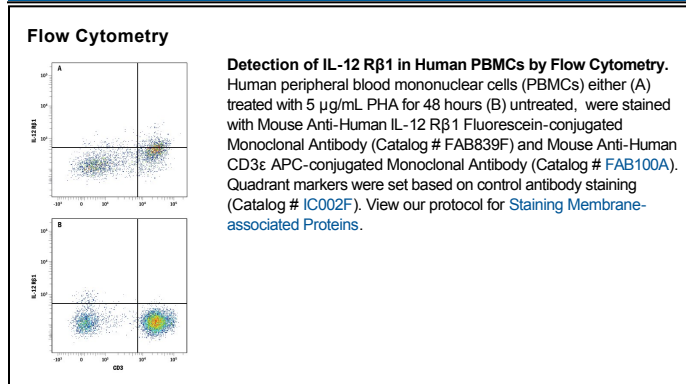 Flow Cytometry
Detection of IL-12 Rβ1 in Human PBMCs by Flow Cytometry.
Human peripheral blood mononuclear cells (PBMCs) either (A)
treated with 5 µg/mL PHA for 48 hours (B) untreated, were stained
with Mouse Anti-Human IL-12 Rβ1 Fluorescein-conjugated
Monoclonal Antibody (Catalog # FAB839F) and Mouse Anti-Human
CD3ε APC-conjugated Monoclonal Antibody (Catalog # FAB100A).
Quadrant markers were set based on control antibody staining
(Catalog # IC002F). View our protocol for Staining Membrane-
associated Proteins.
A
IL-12 Rβ1
B
IL-12 Rβ1
CD3